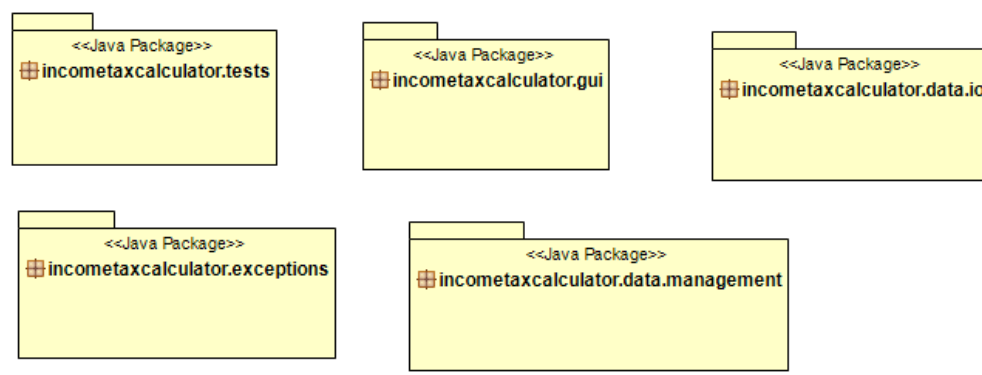 <<Java Package>>
incometaxcalculator.tests
<<Java Package>>
incometaxcalculator.gui
<<Java Package>>
incometaxcalculator.data.io
<<Java Package>>
incometaxcalculator.exceptions
<<Java Package>>
incometaxcalculator.data.management